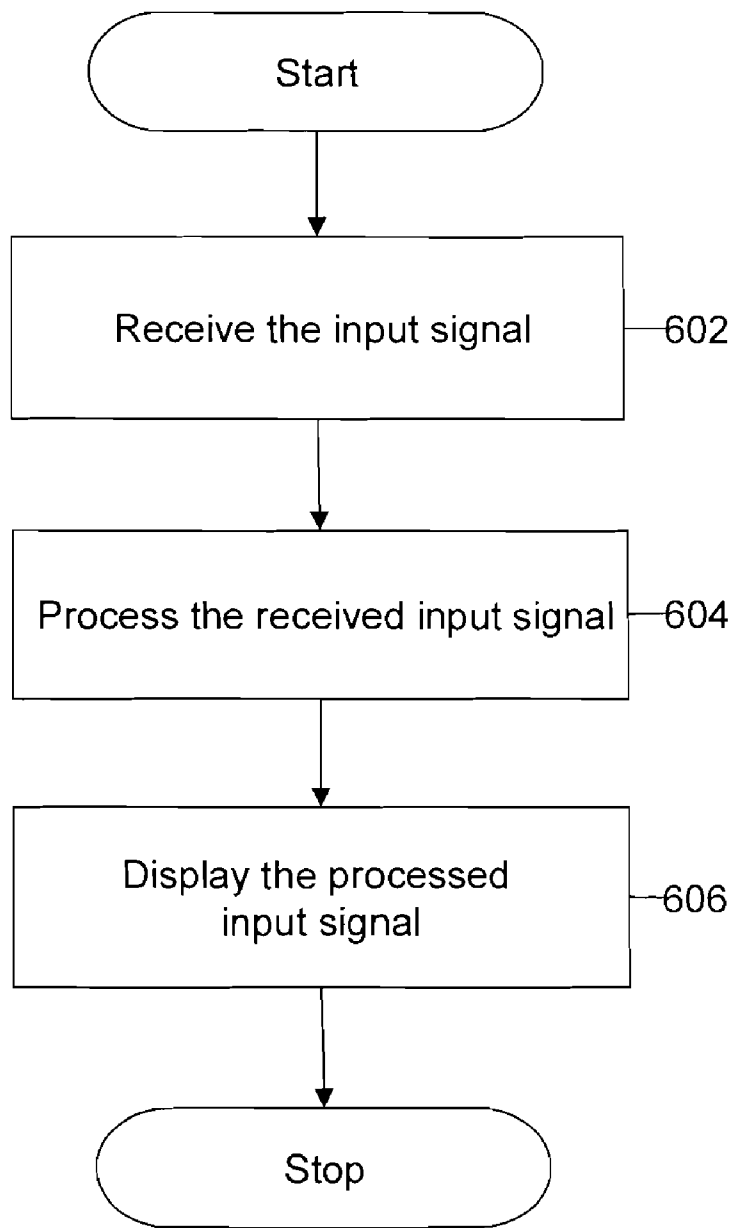 Start
Receive the input signal
602
Process the received input signal
604
Display the processed
input signal
606
Stop